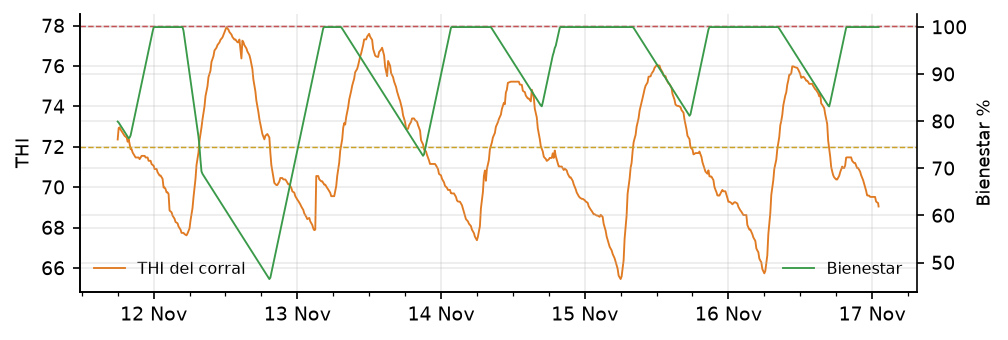 78
76
74
72
70
68
66
THI
100
90
80
70
60
50
Bienestar %
THI del corral
Bienestar
12 Nov
13 Nov
14 Nov
15 Nov
16 Nov
17 Nov